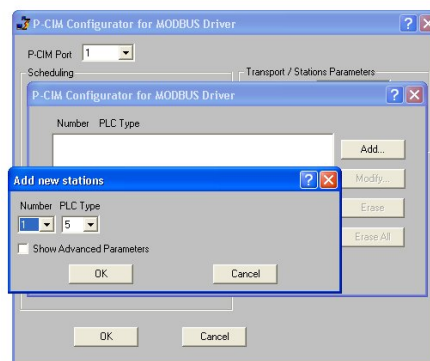 P-CIM Configurator for MODBUS Driver
P-CIM Port 1
Scheduling
Transport / Stations Parameters
P-CIM Configurator for MODBUS Driver
Number PLC Type
Add...
Modify...
Erase
Erase All
Add new stations
Number PLC Type
1 5
Show Advanced Parameters
OK Cancel
OK Cancel